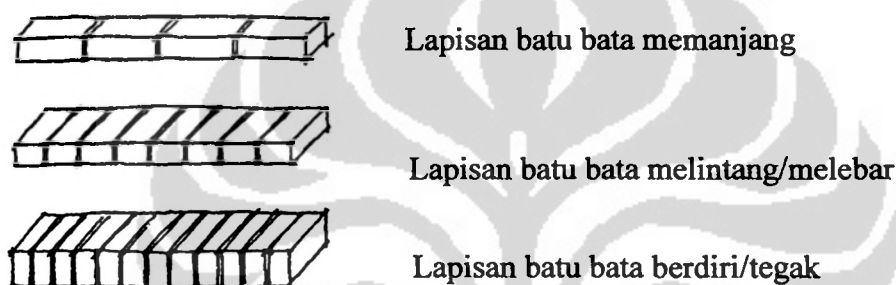 Lapisan batu bata memanjang
Lapisan batu bata melintang/melebar
Lapisan batu bata berdiri/tegak